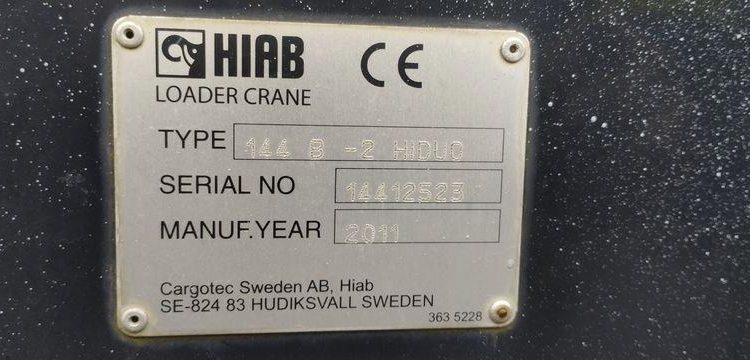 HIAB CE
LOADER CRANE
TYPE 144 B -2 HIDUO
SERIAL NO 14412523
MANUF.YEAR 2011
Cargotec Sweden AB, Hiab
SE-824 83 HUDIKSVALL SWEDEN
363 5228